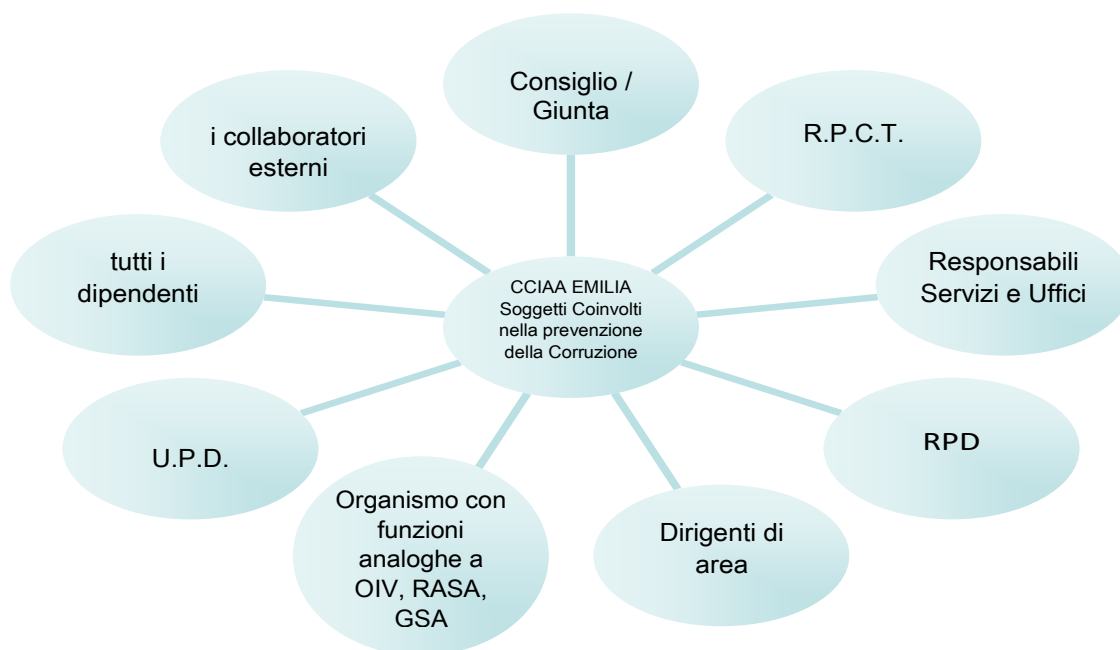 Consiglio /
Giunta
R.P.C.T.
Responsabili
Servizi e Uffici
RPD
Dirigenti di
area
Organismo con
funzioni
analoghe a
OIV, RASA,
GSA
U.P.D.
tutti i
dipendenti
i collaboratori
esterni
CCIAA EMILIA
Soggetti Coinvolti
nella prevenzione
della Corruzione